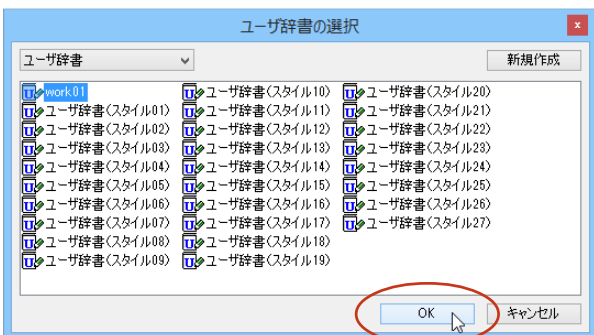 ユーザ辞書の選択
x
ユーザ辞書
新規作成
work01
ユーザ辞書(スタイル01)
ユーザ辞書(スタイル02)
ユーザ辞書(スタイル03)
ユーザ辞書(スタイル04)
ユーザ辞書(スタイル05)
ユーザ辞書(スタイル06)
ユーザ辞書(スタイル07)
ユーザ辞書(スタイル08)
ユーザ辞書(スタイル09)
ユーザ辞書(スタイル10)
ユーザ辞書(スタイル11)
ユーザ辞書(スタイル12)
ユーザ辞書(スタイル13)
ユーザ辞書(スタイル14)
ユーザ辞書(スタイル15)
ユーザ辞書(スタイル16)
ユーザ辞書(スタイル17)
ユーザ辞書(スタイル18)
ユーザ辞書(スタイル19)
ユーザ辞書(スタイル20)
ユーザ辞書(スタイル21)
ユーザ辞書(スタイル22)
ユーザ辞書(スタイル23)
ユーザ辞書(スタイル24)
ユーザ辞書(スタイル25)
ユーザ辞書(スタイル26)
ユーザ辞書(スタイル27)
OK
キャンセル